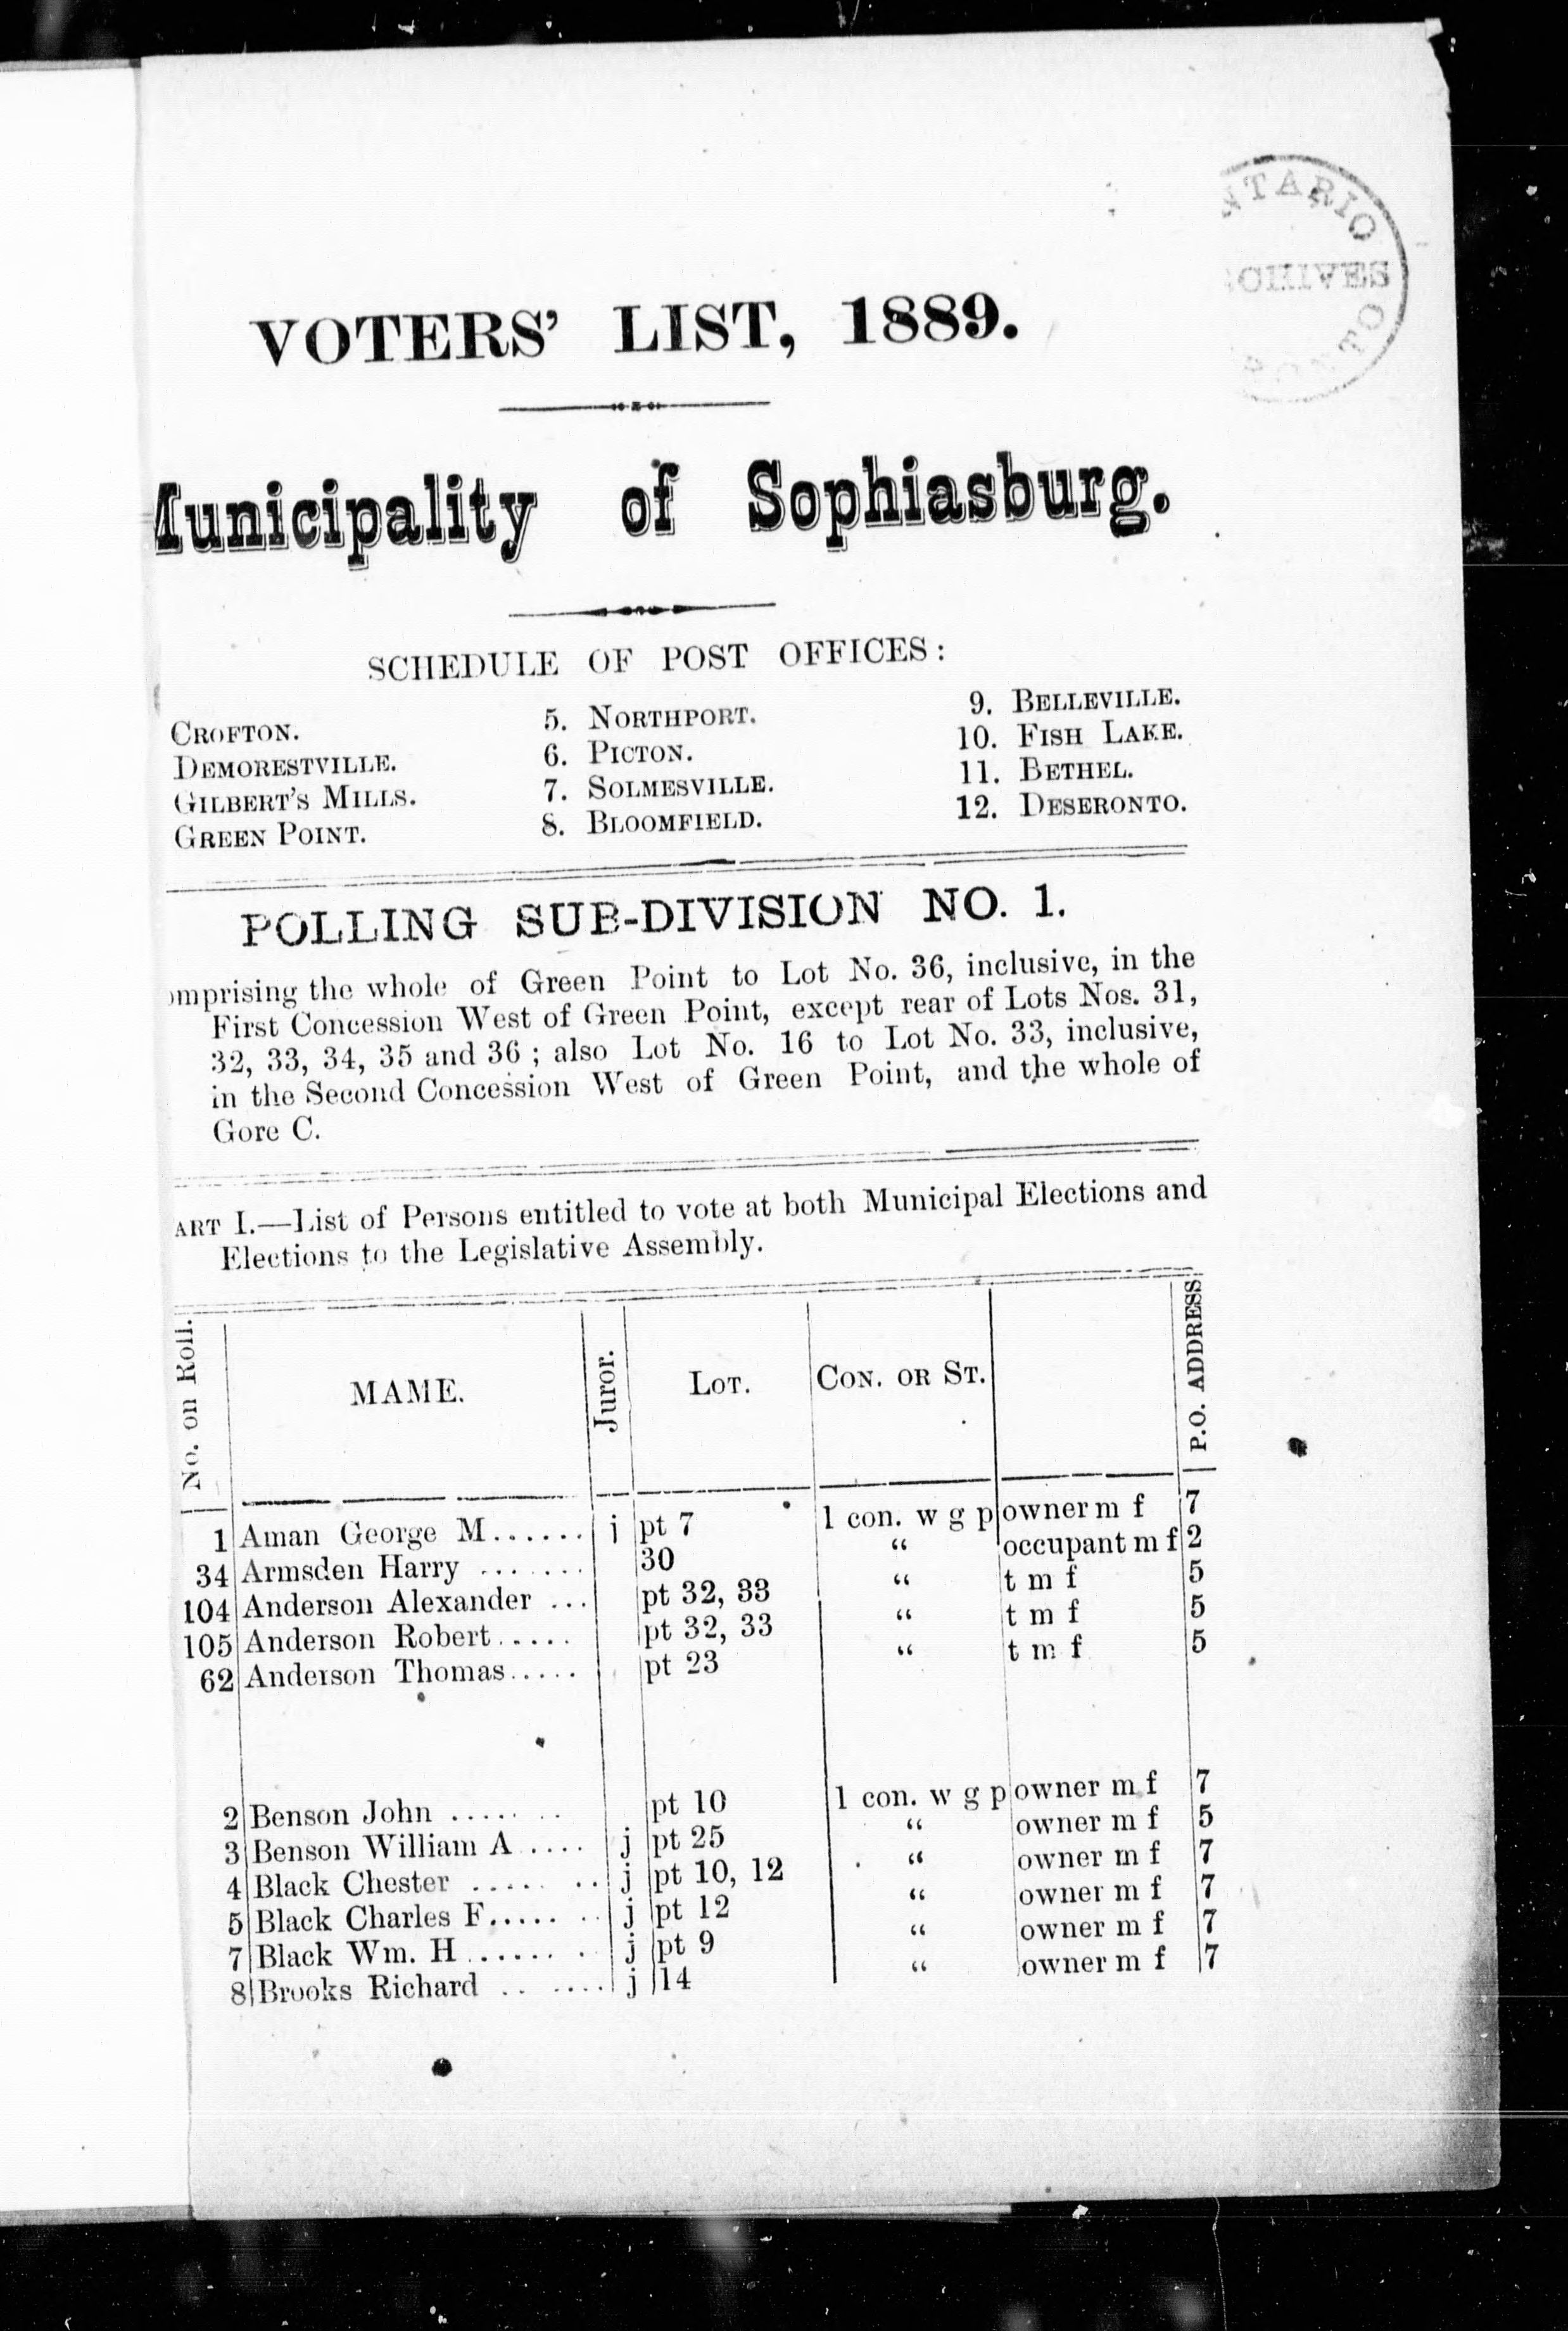 NTARIO
CHIVES
VOTERS' LIST, 1889.
Municipality of Sophiasburg.
SCHEDULE OF POST OFFICES:
CROFTON. 5. NORTHPORT. 9. BELLEVILLE.
DEMORESTVILLE. 6. PICTON. 10. FISH LAKE.
GILBERT'S MILLS. 7. SOLMESVILLE. 11. BETHEL.
GREEN POINT. 8. BLOOMFIELD. 12. DESERONTO.
POLLING SUB-DIVISION NO. 1.
omprising the whole of Green Point to Lot No. 36, inclusive, in the
First Concession West of Green Point, except rear of Lots Nos. 31,
32, 33, 34, 35 and 36 ; also Lot No. 16 to Lot No. 33, inclusive,
in the Second Concession West of Green Point, and the whole of
Gore C.
ART I.—List of Persons entitled to vote at both Municipal Elections and
Elections to the Legislative Assembly.
No. on Roll. MAME. Juror. LOT. CON. OR ST. P.O. ADDRESS
1 Aman George M...... j pt 7 1 con. w g p owner m f 7
34 Armsden Harry ....... 30 " occupant m f 2
104 Anderson Alexander ... pt 32, 33 " t m f 5
105 Anderson Robert..... pt 32, 33 " t m f 5
62 Anderson Thomas..... pt 23 " t m f 5
2 Benson John ....... pt 10 1 con. w g p owner m f 7
3 Benson William A .... j pt 25 " owner m f 5
4 Black Chester ....... j pt 10, 12 " owner m f 7
5 Black Charles F....... j pt 12 " owner m f 7
7 Black Wm. H....... j pt 9 " owner m f 7
8 Brooks Richard ...... j 14 " owner m f 7